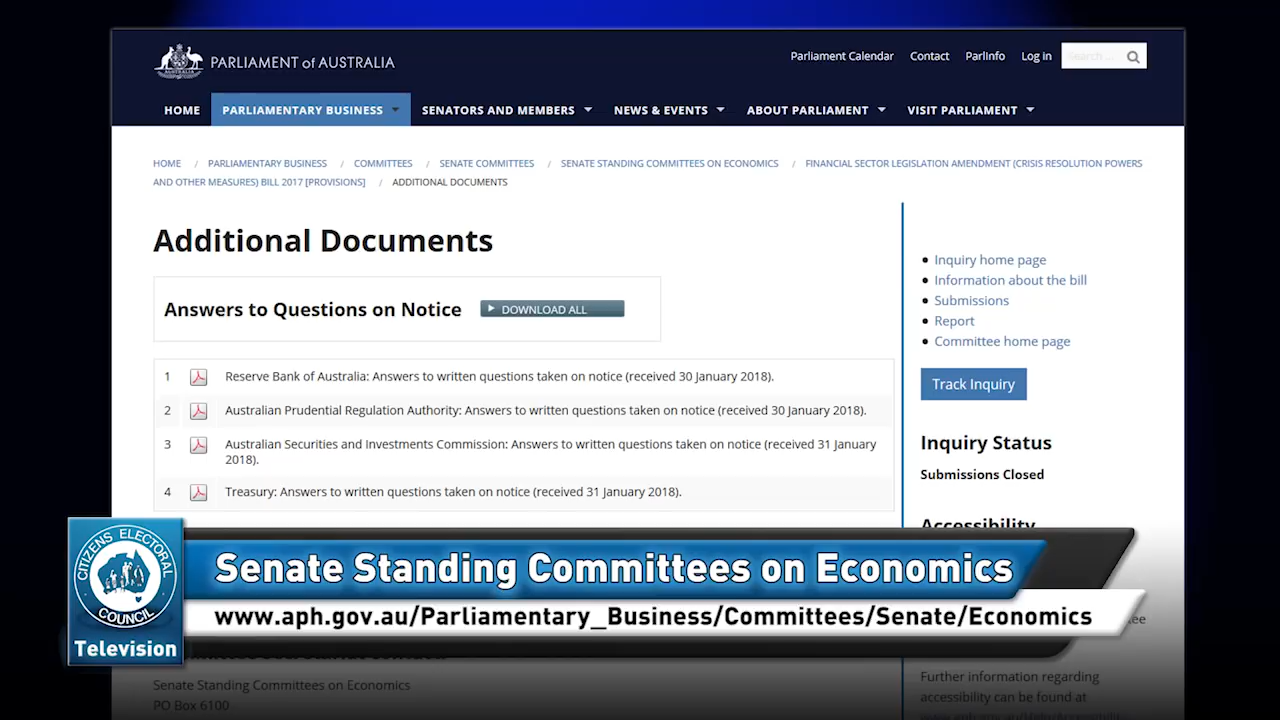 PARLIAMENT of AUSTRALIA
Parliament Calendar Contact ParlInfo Log in Search ...
HOME PARLIAMENTARY BUSINESS SENATORS AND MEMBERS NEWS & EVENTS ABOUT PARLIAMENT VISIT PARLIAMENT
HOME / PARLIAMENTARY BUSINESS / COMMITTEES / SENATE COMMITTEES / SENATE STANDING COMMITTEES ON ECONOMICS / FINANCIAL SECTOR LEGISLATION AMENDMENT (CRISIS RESOLUTION POWERS
AND OTHER MEASURES) BILL 2017 [PROVISIONS] / ADDITIONAL DOCUMENTS
Additional Documents
Answers to Questions on Notice DOWNLOAD ALL
1 Reserve Bank of Australia: Answers to written questions taken on notice (received 30 January 2018).
2 Australian Prudential Regulation Authority: Answers to written questions taken on notice (received 30 January 2018).
3 Australian Securities and Investments Commission: Answers to written questions taken on notice (received 31 January
2018).
4 Treasury: Answers to written questions taken on notice (received 31 January 2018).
Inquiry home page
Information about the bill
Submissions
Report
Committee home page
Track Inquiry
Inquiry Status
Submissions Closed
Accessibility
CITIZENS ELECTORAL
COUNCIL
Television
Senate Standing Committees on Economics
www.aph.gov.au/Parliamentary_Business/Committees/Senate/Economics
Senate Standing Committees on Economics
PO Box 6100
Further information regarding
accessibility can be found at